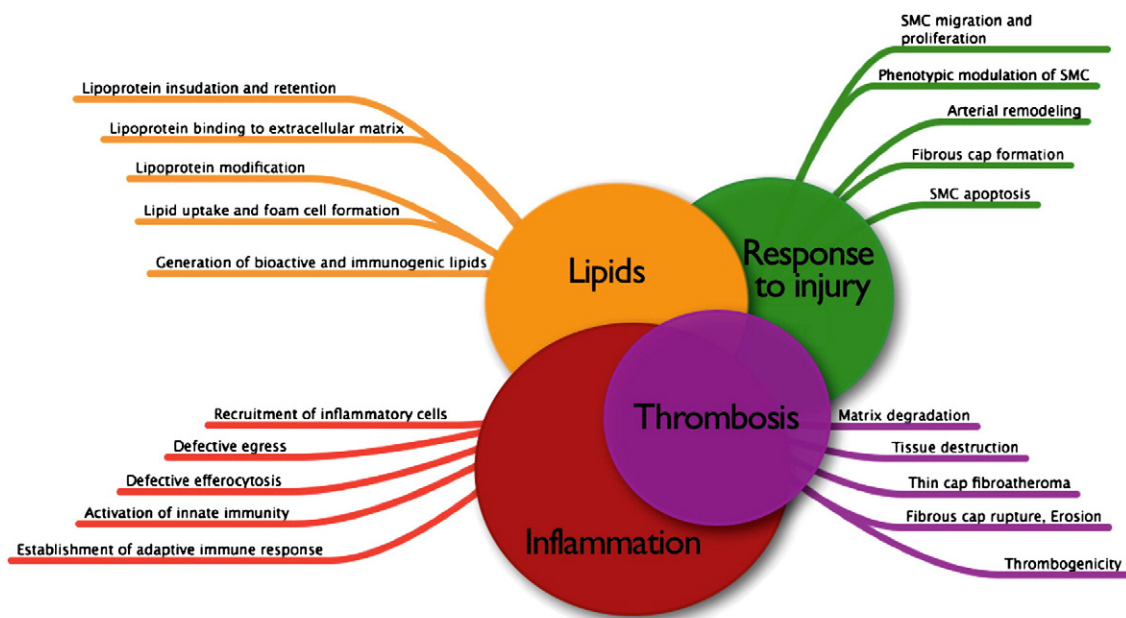 SMC migration and
proliferation
Phenotypic modulation of SMC
Arterial remodeling
Fibrous cap formation
SMC apoptosis
Lipoprotein insudation and retention
Lipoprotein binding to extracellular matrix
Lipoprotein modification
Lipid uptake and foam cell formation
Generation of bioactive and immunogenic lipids
Lipids
Response
to injury
Thrombosis
Inflammation
Recruitment of inflammatory cells
Defective egress
Defective efferocytosis
Activation of innate immunity
Establishment of adaptive immune response
Matrix degradation
Tissue destruction
Thin cap fibroatheroma
Fibrous cap rupture, Erosion
Thrombogenicity